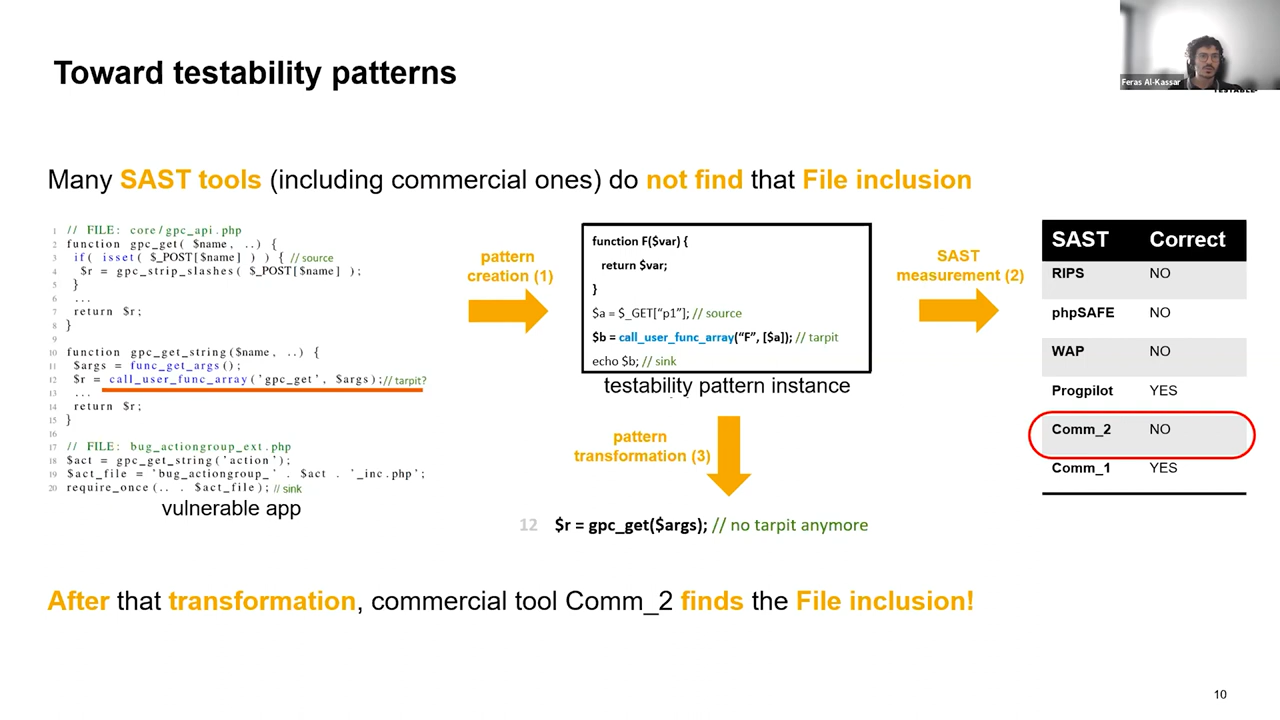 Toward testability patterns
Feras Al-Kassar
Many SAST tools (including commercial ones) do not find that File inclusion
1 // FILE: core/gpc_api.php
2 function gpc_get( $name, ..) {
3 if( isset( $_POST[$name] ) ) { // source
4 $r = gpc_strip_slashes( $_POST[$name] );
5 }
6 ...
7 return $r;
8 }
9
10 function gpc_get_string($name, ..) {
11 $args = func_get_args();
12 $r = call_user_func_array('gpc_get', $args); // tarpit?
13 ...
14 return $r;
15 }
16
17 // FILE: bug_actiongroup_ext.php
18 $act = gpc_get_string('action');
19 $act_file = 'bug_actiongroup_' . $act . '_inc.php';
20 require_once(.. . $act_file); // sink
vulnerable app
pattern
creation (1)
function F($var) {
return $var;
}
$a = $_GET["p1"]; // source
$b = call_user_func_array("F", [$a]); // tarpit
echo $b; // sink
testability pattern instance
pattern
transformation (3)
12 $r = gpc_get($args); // no tarpit anymore
SAST
measurement (2)
SAST Correct
RIPS NO
phpSAFE NO
WAP NO
Progpilot YES
Comm_2 NO
Comm_1 YES
After that transformation, commercial tool Comm_2 finds the File inclusion!
10